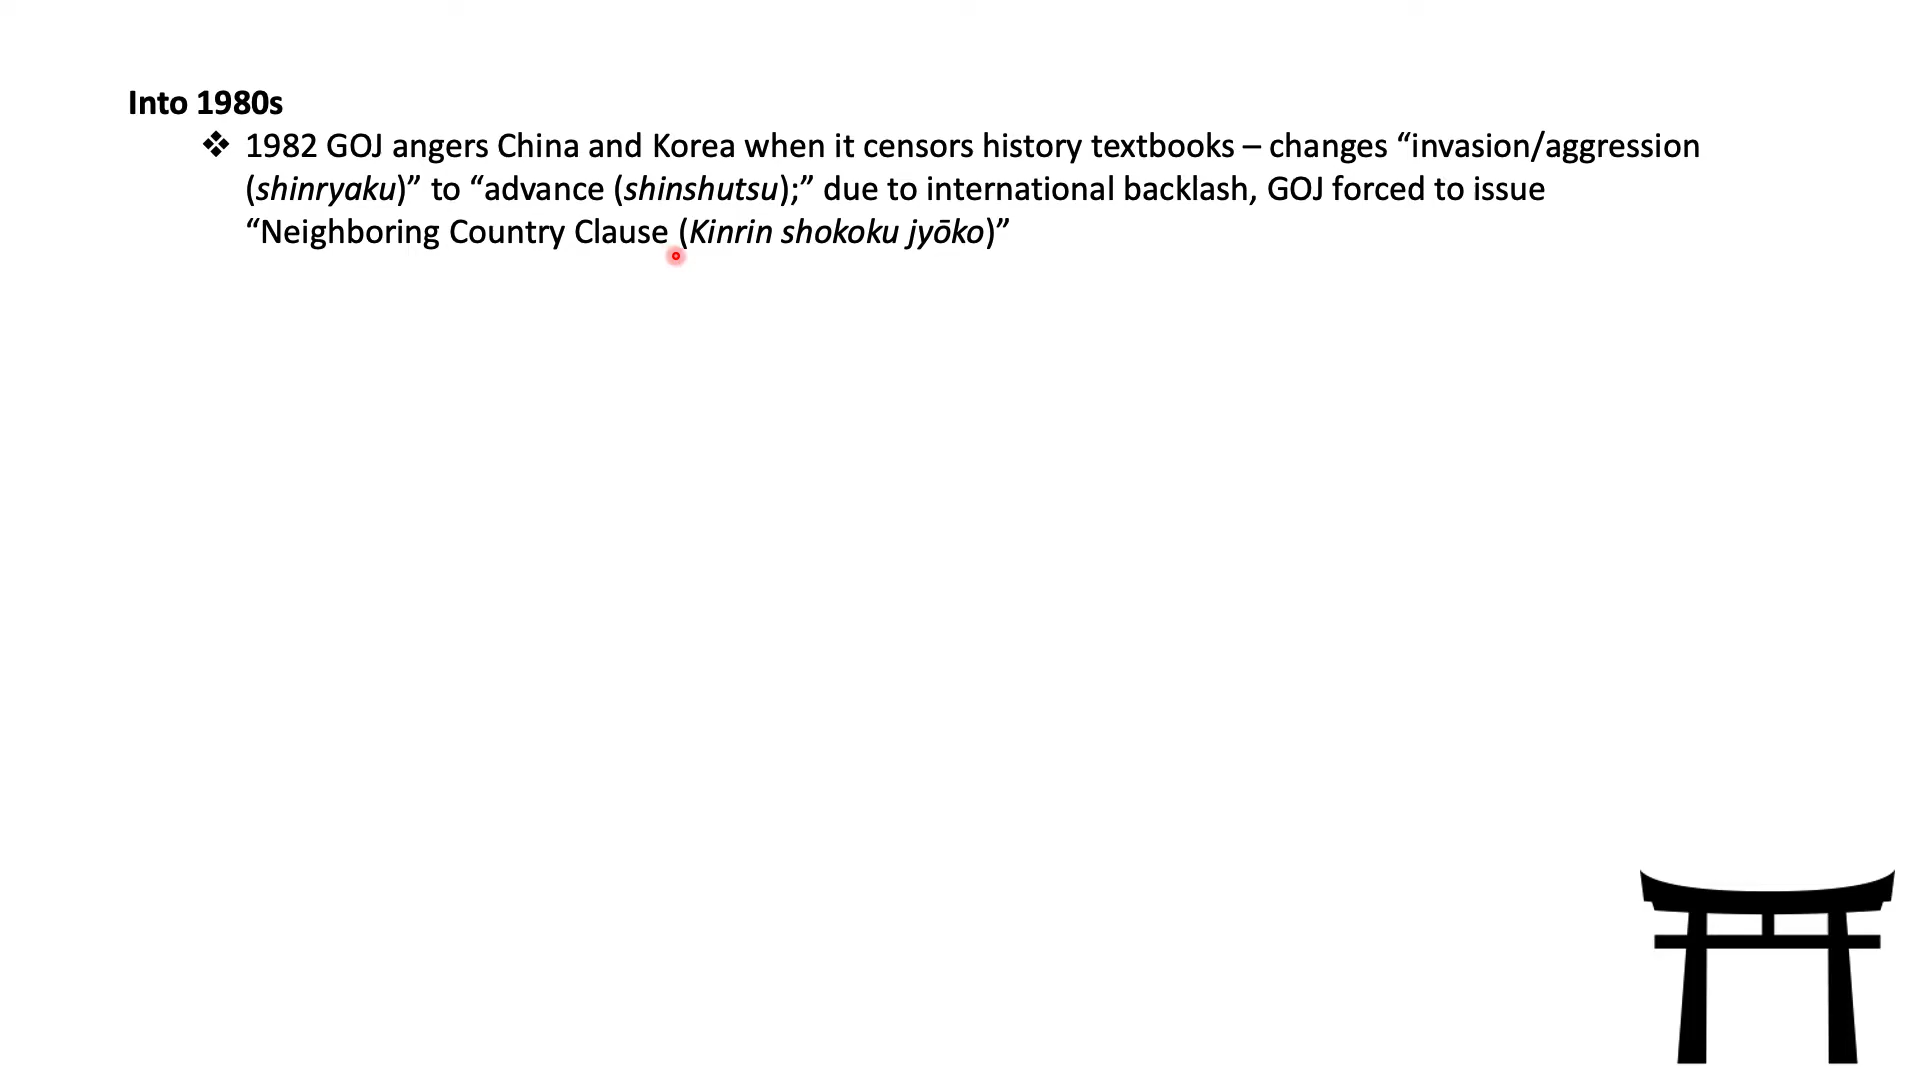 Into 1980s
❖ 1982 GOJ angers China and Korea when it censors history textbooks – changes “invasion/aggression
(shinryaku)” to “advance (shinshutsu);” due to international backlash, GOJ forced to issue
“Neighboring Country Clause (Kinrin shokoku jyōko)”